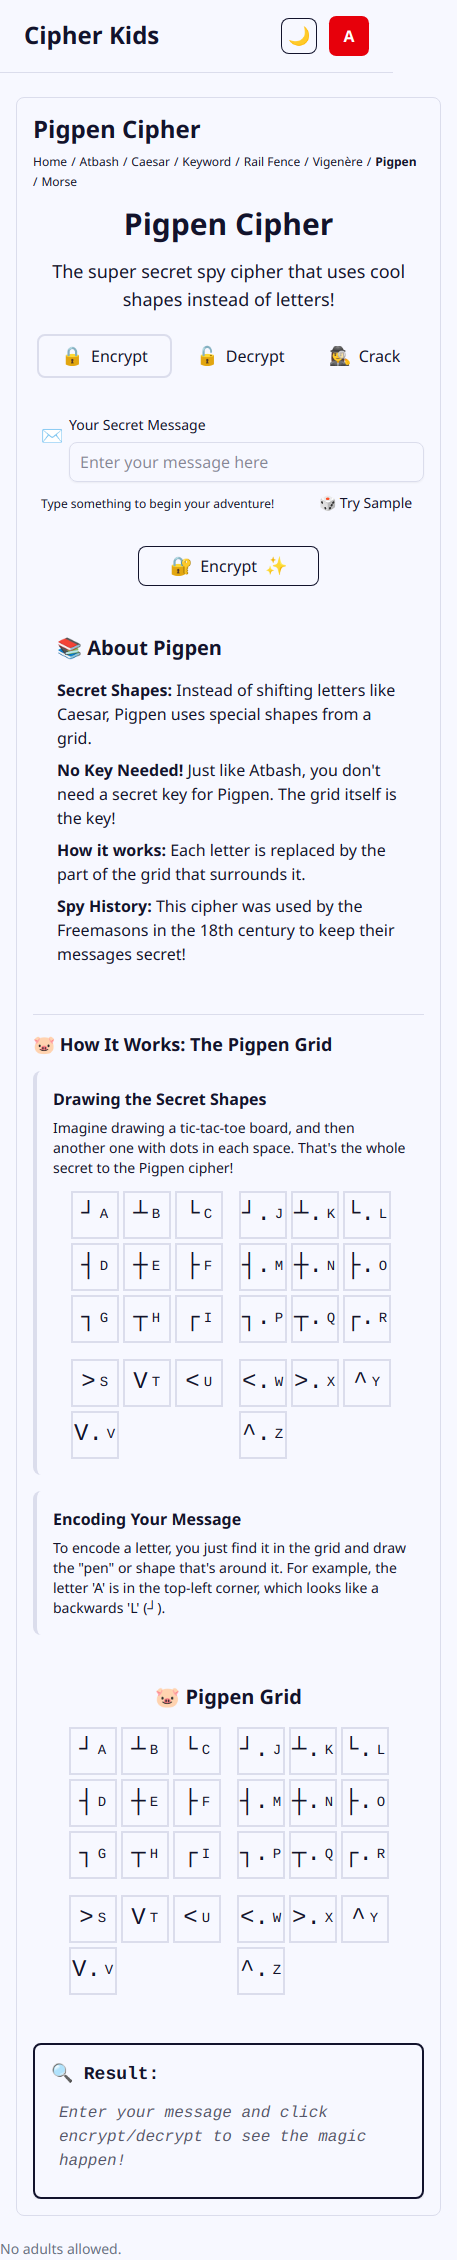 Cipher Kids
🌙
A
Pigpen Cipher
Home / Atbash / Caesar / Keyword / Rail Fence / Vigenère / Pigpen
/ Morse
Pigpen Cipher
The super secret spy cipher that uses cool
shapes instead of letters!
🔒 Encrypt 🔓 Decrypt 🕵️ Crack
✉️ Your Secret Message
Enter your message here
Type something to begin your adventure! 🎲 Try Sample
🔐 Encrypt ✨
📚 About Pigpen
Secret Shapes: Instead of shifting letters like
Caesar, Pigpen uses special shapes from a
grid.
No Key Needed! Just like Atbash, you don't
need a secret key for Pigpen. The grid itself is
the key!
How it works: Each letter is replaced by the
part of the grid that surrounds it.
Spy History: This cipher was used by the
Freemasons in the 18th century to keep their
messages secret!
🐷 How It Works: The Pigpen Grid
Drawing the Secret Shapes
Imagine drawing a tic-tac-toe board, and then
another one with dots in each space. That's the whole
secret to the Pigpen cipher!
┘ A ┴ B └ C ┘. J ┴. K └. L
┤ D ┼ E ├ F ┤. M ┼. N ├. O
┐ G ┬ H ┌ I ┐. P ┬. Q ┌. R
> S V T < U <. W >. X ^ Y
V. V ^. Z
Encoding Your Message
To encode a letter, you just find it in the grid and draw
the "pen" or shape that's around it. For example, the
letter 'A' is in the top-left corner, which looks like a
backwards 'L' (┘).
🐷 Pigpen Grid
┘ A ┴ B └ C ┘. J ┴. K └. L
┤ D ┼ E ├ F ┤. M ┼. N ├. O
┐ G ┬ H ┌ I ┐. P ┬. Q ┌. R
> S V T < U <. W >. X ^ Y
V. V ^. Z
🔍 Result:
Enter your message and click
encrypt/decrypt to see the magic
happen!
No adults allowed.